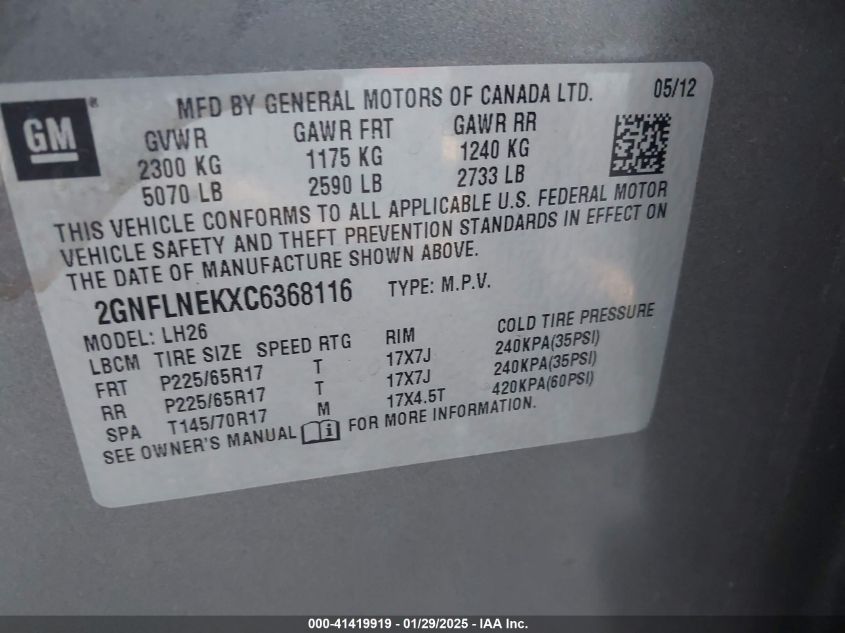 GM ®
MFD BY GENERAL MOTORS OF CANADA LTD. 05/12
GVWR GAWR FRT GAWR RR
2300 KG 1175 KG 1240 KG
5070 LB 2590 LB 2733 LB
THIS VEHICLE CONFORMS TO ALL APPLICABLE U.S. FEDERAL MOTOR
VEHICLE SAFETY AND THEFT PREVENTION STANDARDS IN EFFECT ON
THE DATE OF MANUFACTURE SHOWN ABOVE.
2GNFLNEKXC6368116 TYPE: M.P.V.
MODEL: LH26
LBCM TIRE SIZE SPEED RTG RIM COLD TIRE PRESSURE
FRT P225/65R17 T 17X7J 240KPA(35PSI)
RR P225/65R17 T 17X7J 240KPA(35PSI)
SPA T145/70R17 M 17X4.5T 420KPA(60PSI)
SEE OWNER'S MANUAL FOR MORE INFORMATION.
000-41419919 - 01/29/2025 - IAA Inc.